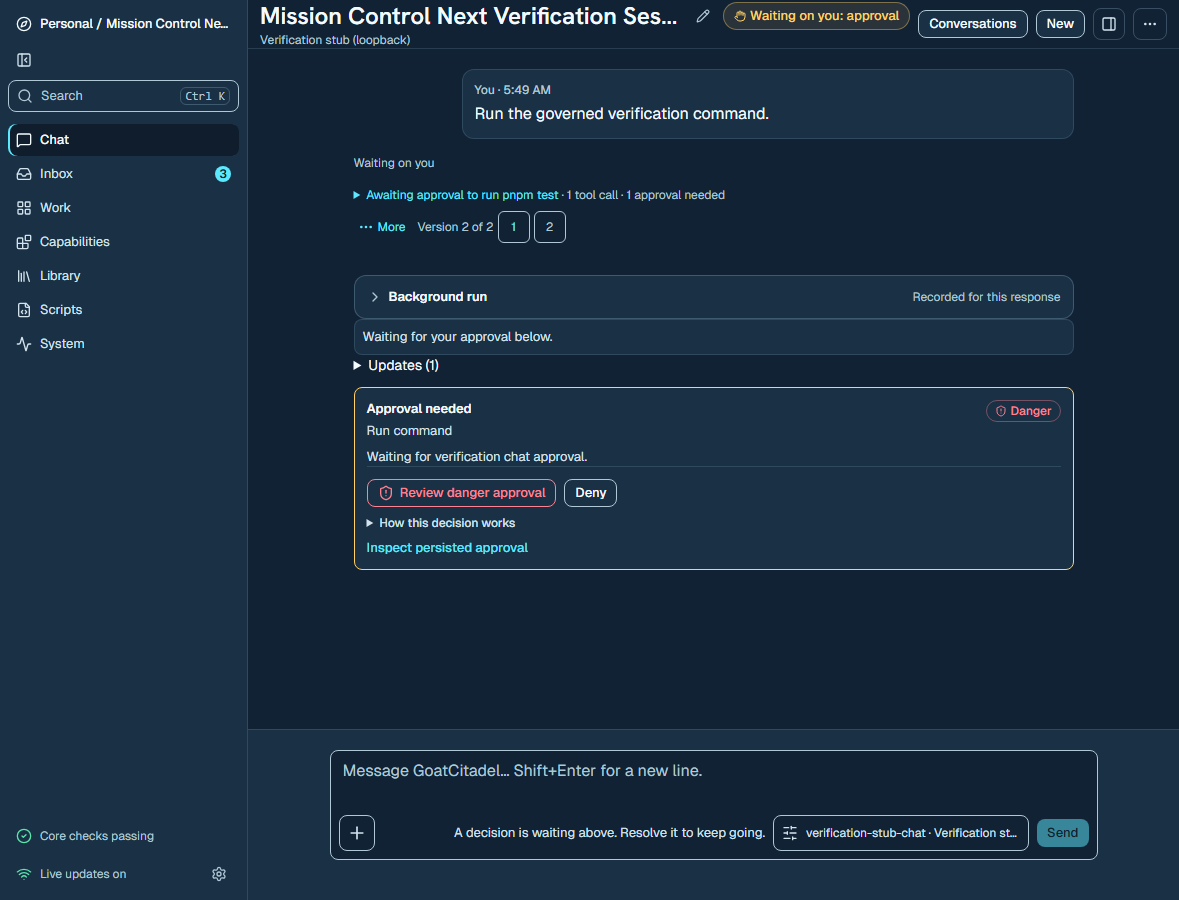 Personal / Mission Control Ne...
Search
Ctrl K
Chat
Inbox
3
Work
Capabilities
Library
Scripts
System
Core checks passing
Live updates on
Mission Control Next Verification Ses...
Verification stub (loopback)
Waiting on you: approval
Conversations
New
You · 5:49 AM
Run the governed verification command.
Waiting on you
Awaiting approval to run pnpm test · 1 tool call · 1 approval needed
More
Version 2 of 2
1
2
Background run
Recorded for this response
Waiting for your approval below.
Updates (1)
Approval needed
Danger
Run command
Waiting for verification chat approval.
Review danger approval
Deny
How this decision works
Inspect persisted approval
Message GoatCitadel... Shift+Enter for a new line.
A decision is waiting above. Resolve it to keep going.
verification-stub-chat · Verification st...
Send